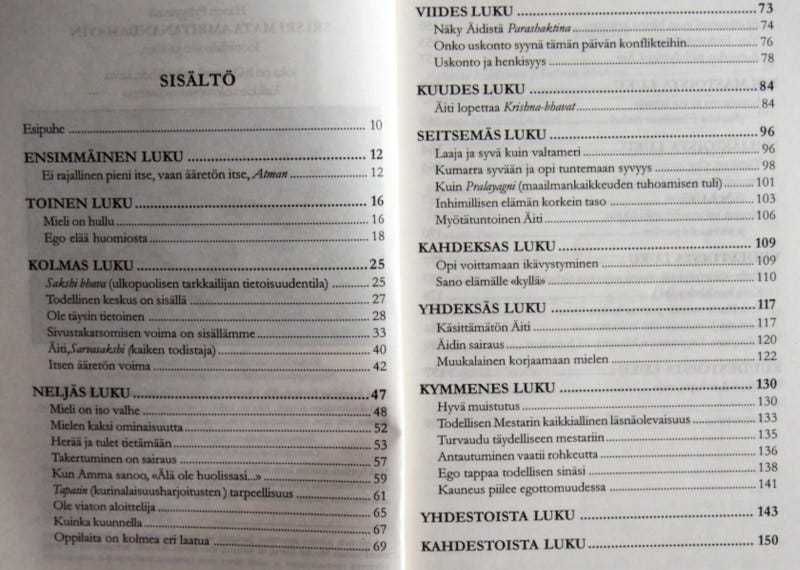 SISÄLTÖ
Esipuhe 10
ENSIMMÄINEN LUKU 12
Ei rajallinen pieni itse, vaan ääretön itse, Atman 12
TOINEN LUKU 16
Mieli on hullu 16
Ego elää huomiosta 18
KOLMAS LUKU 25
Sakshi bhava (ulkopuolisen tarkkailijan tietoisuudentila) 25
Todellinen keskus on sisällä 27
Ole täysin tietoinen 28
Sivustakatsomisen voima on sisällämme 33
Äiti,Sarvasakshi (kaiken todistaja) 40
Itsen ääretön voima 42
NELJÄS LUKU 47
Mieli on iso valhe 48
Mielen kaksi ominaisuutta 52
Herää ja tulet tietämään 53
Takertuminen on sairaus 57
Kun Amma sanoo, «Älä ole huolissasi...» 59
Tapasin (kurinalaisuusharjoitusten ) tarpeellisuus 61
Ole viaton aloittelija 65
Kuinka kuunnella 67
Oppilaita on kolmea eri laatua 69
VIIDES LUKU 73
Näky Äidistä Parashaktina 74
Onko uskonto syynä tämän päivän konflikteihin 76
Uskonto ja henkisyys 78
KUUDES LUKU 84
Äiti lopettaa Krishna-bhavat 84
SEITSEMÄS LUKU 96
Laaja ja syvä kuin valtameri 96
Kumarra syvään ja opi tuntemaan syvyys 98
Kuin Pralayagni (maailmankaikkeuden tuhoamisen tuli) 101
Inhimillisen elämän korkein taso 103
Myötätuntoinen Äiti 106
KAHDEKSAS LUKU 109
Opi voittamaan ikävystyminen 109
Sano elämälle «kyllä» 110
YHDEKSÄS LUKU 117
Käsittämätön Äiti 117
Äidin sairaus 120
Muukalainen korjaamaan mielen 122
KYMMENES LUKU 130
Hyvä muistutus 130
Todellisen Mestarin kaikkiallinen läsnäolevaisuus 133
Turvaudu täydelliseen mestariin 135
Antautuminen vaatii rohkeutta 136
Ego tappaa todellisen sinäsi 138
Kauneus piilee egottomuudessa 141
YHDESTOISTA LUKU 143
KAHDESTOISTA LUKU 150